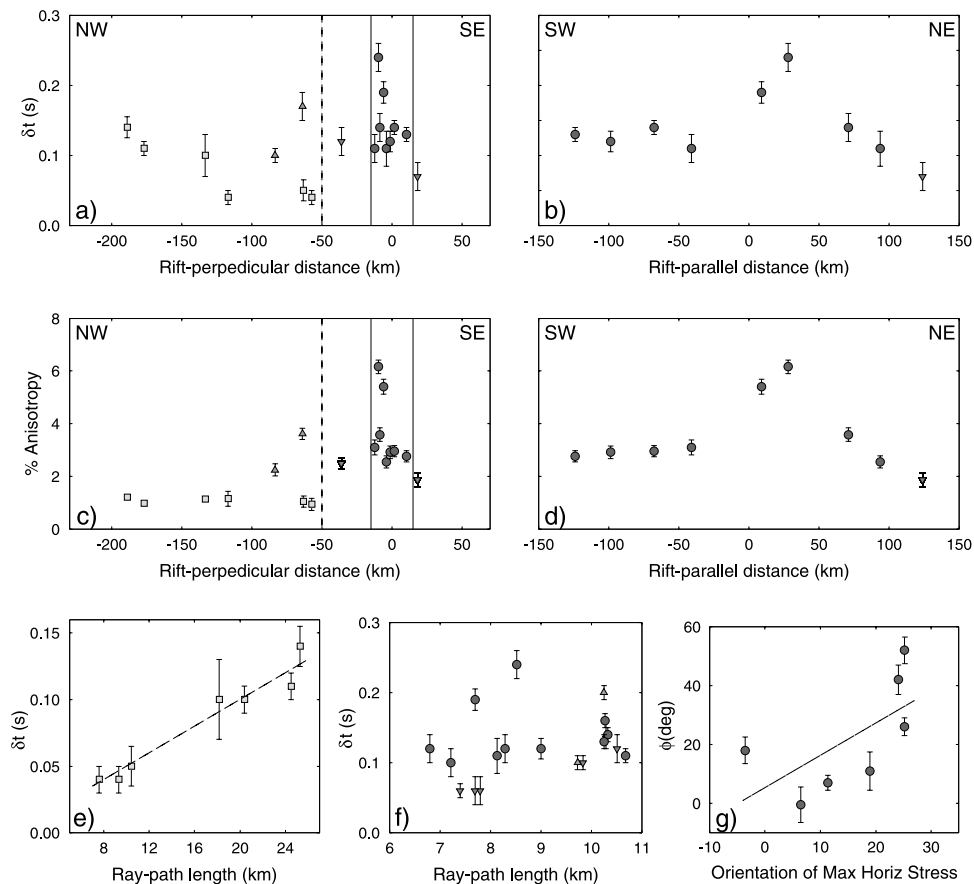 NW
SE
0.3
0.2
0.1
0.0
δt (s)
a)
-200
-150
-100
-50
0
50
Rift-perpedicular distance (km)
SW
NE
b)
-150
-100
-50
0
50
100
150
Rift-parallel distance (km)
NW
SE
8
6
4
2
0
% Anisotropy
c)
-200
-150
-100
-50
0
50
Rift-perpedicular distance (km)
SW
NE
d)
-150
-100
-50
0
50
100
150
Rift-parallel distance (km)
0.15
0.10
0.05
0.00
δt (s)
e)
8
12
16
20
24
Ray-path length (km)
0.3
0.2
0.1
0.0
δt (s)
f)
6
7
8
9
10
11
Ray-path length (km)
60
40
20
0
ϕ(deg)
g)
-10
0
10
20
30
Orientation of Max Horiz Stress